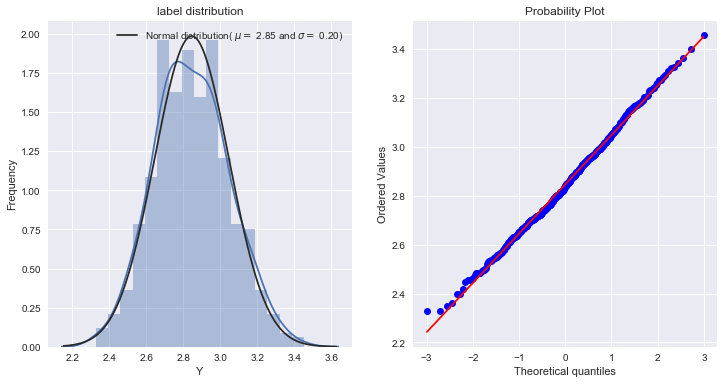 label distribution
Normal distribution( μ = 2.85 and σ = 0.20)
Frequency
2.00
1.75
1.50
1.25
1.00
0.75
0.50
0.25
0.00
2.2 2.4 2.6 2.8 3.0 3.2 3.4 3.6
Y
Probability Plot
Ordered Values
3.4
3.2
3.0
2.8
2.6
2.4
2.2
−3 −2 −1 0 1 2 3
Theoretical quantiles